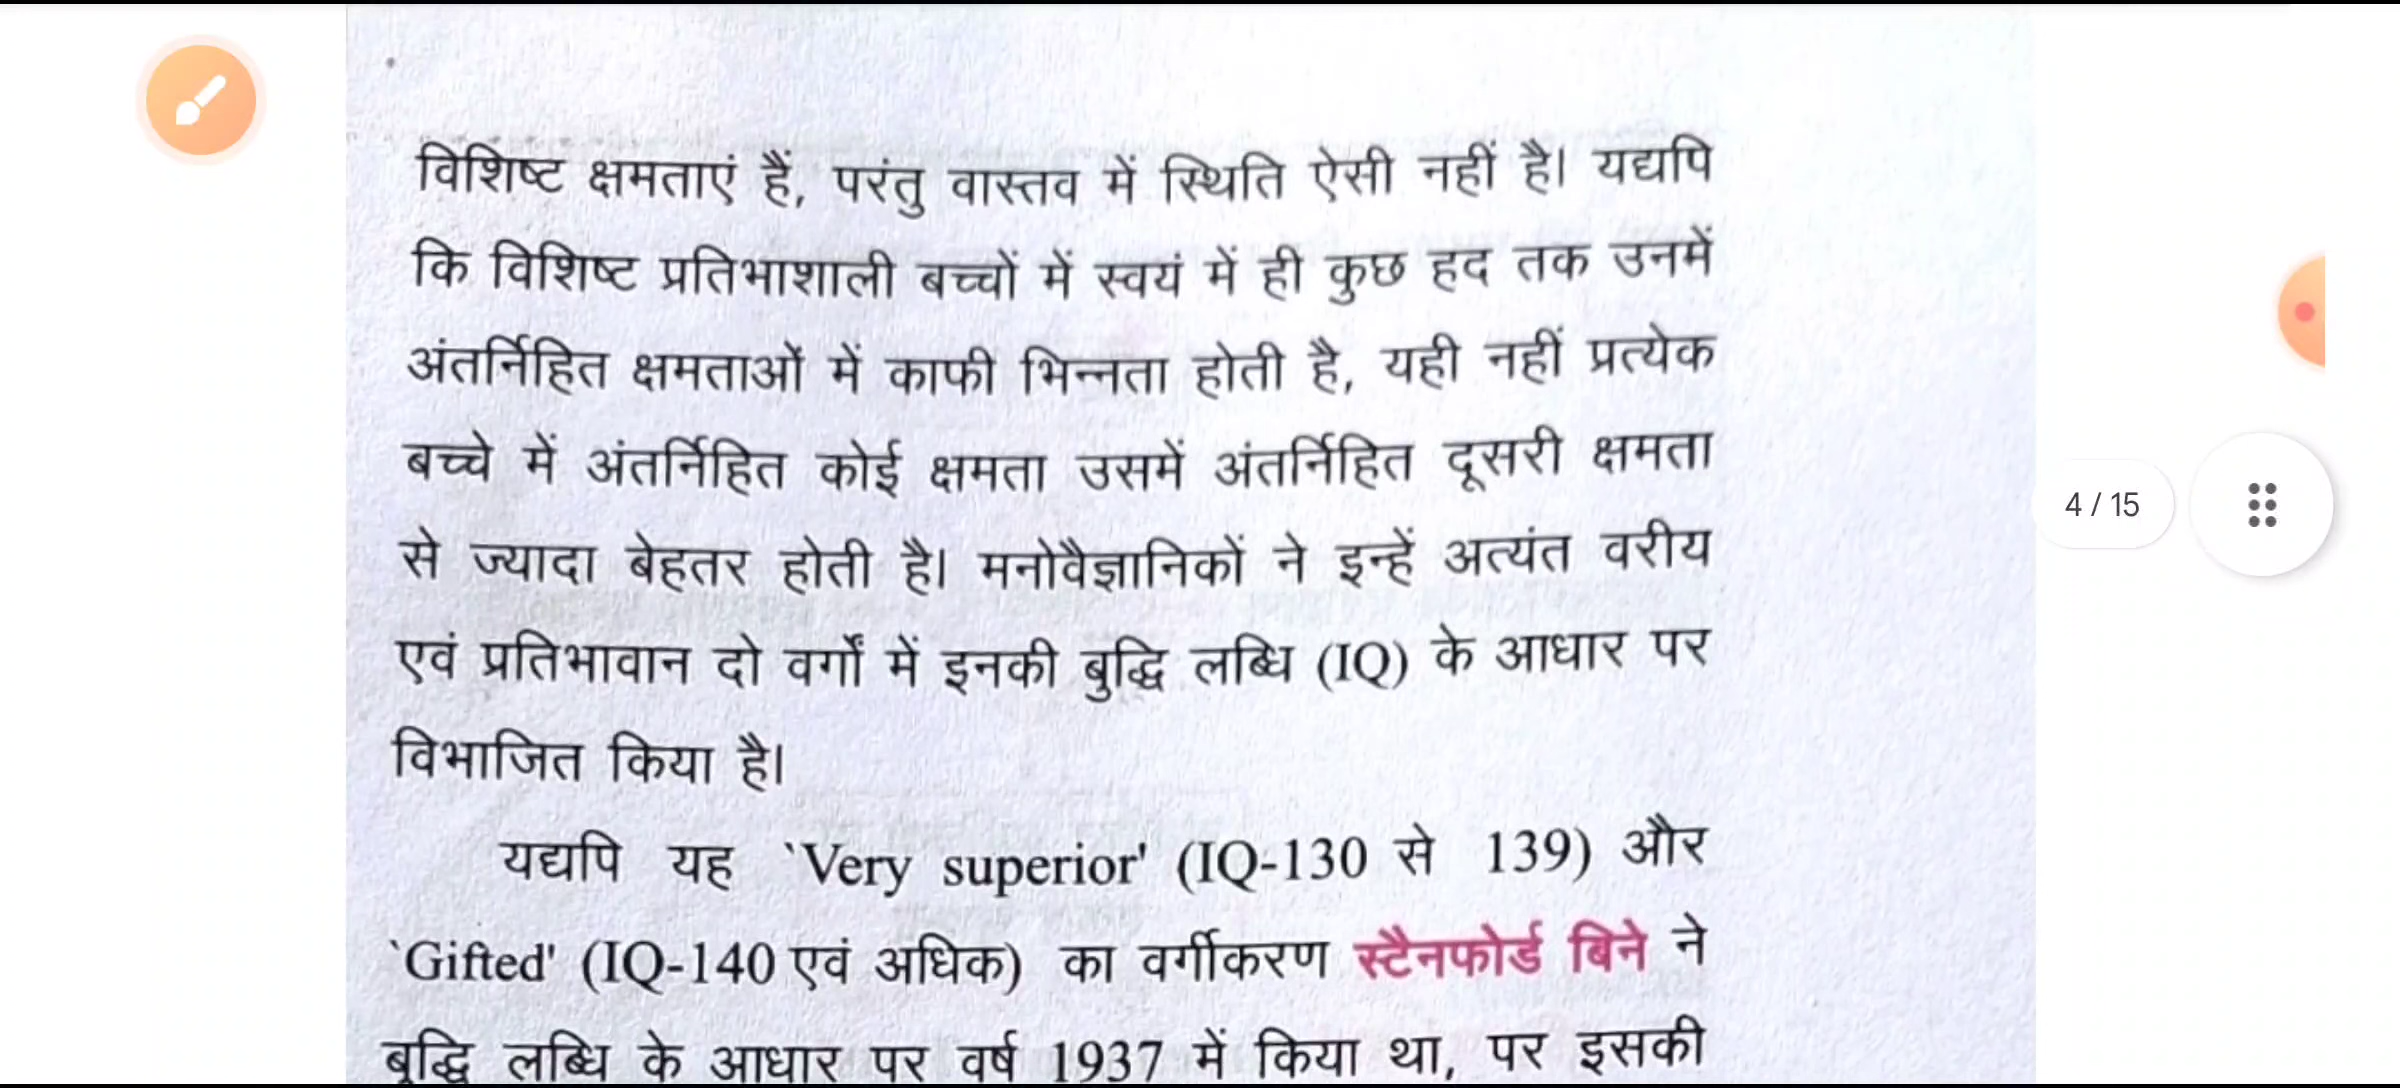 विशिष्ट क्षमताएं हैं, परंतु वास्तव में स्थिति ऐसी नहीं है। यद्यपि
कि विशिष्ट प्रतिभाशाली बच्चों में स्वयं में ही कुछ हद तक उनमें
अंतर्निहित क्षमताओं में काफी भिन्नता होती है, यही नहीं प्रत्येक
बच्चे में अंतर्निहित कोई क्षमता उसमें अंतर्निहित दूसरी क्षमता
से ज्यादा बेहतर होती है। मनोवैज्ञानिकों ने इन्हें अत्यंत वरीय
एवं प्रतिभावान दो वर्गों में इनकी बुद्धि लब्धि (IQ) के आधार पर
विभाजित किया है।
यद्यपि यह `Very superior' (IQ-130 से 139) और
`Gifted' (IQ-140 एवं अधिक) का वर्गीकरण स्टैनफोर्ड बिने ने
बुद्धि लब्धि के आधार पर वर्ष 1937 में किया था, पर इसकी
4 / 15